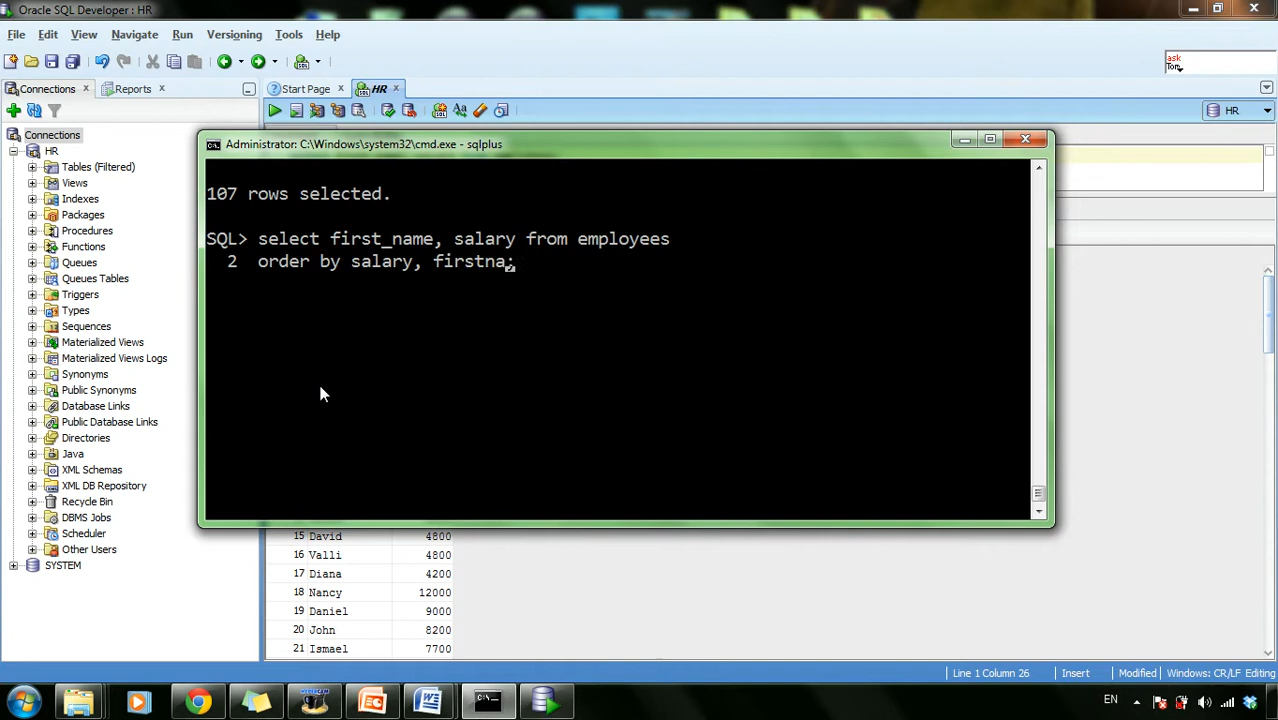 Oracle SQL Developer : HR
File Edit View Navigate Run Versioning Tools Help
ask
Tom
Connections Reports Start Page HR
HR
Connections
HR
Tables (Filtered)
Views
Indexes
Packages
Procedures
Functions
Queues
Queues Tables
Triggers
Types
Sequences
Materialized Views
Materialized Views Logs
Synonyms
Public Synonyms
Database Links
Public Database Links
Directories
Java
XML Schemas
XML DB Repository
Recycle Bin
DBMS Jobs
Scheduler
Other Users
SYSTEM
Administrator: C:\Windows\system32\cmd.exe - sqlplus
107 rows selected.
SQL> select first_name, salary from employees
2 order by salary, firstna;
15 David 4800
16 Valli 4800
17 Diana 4200
18 Nancy 12000
19 Daniel 9000
20 John 8200
21 Ismael 7700
Line 1 Column 26 Insert Modified Windows: CR/LF Editing
EN